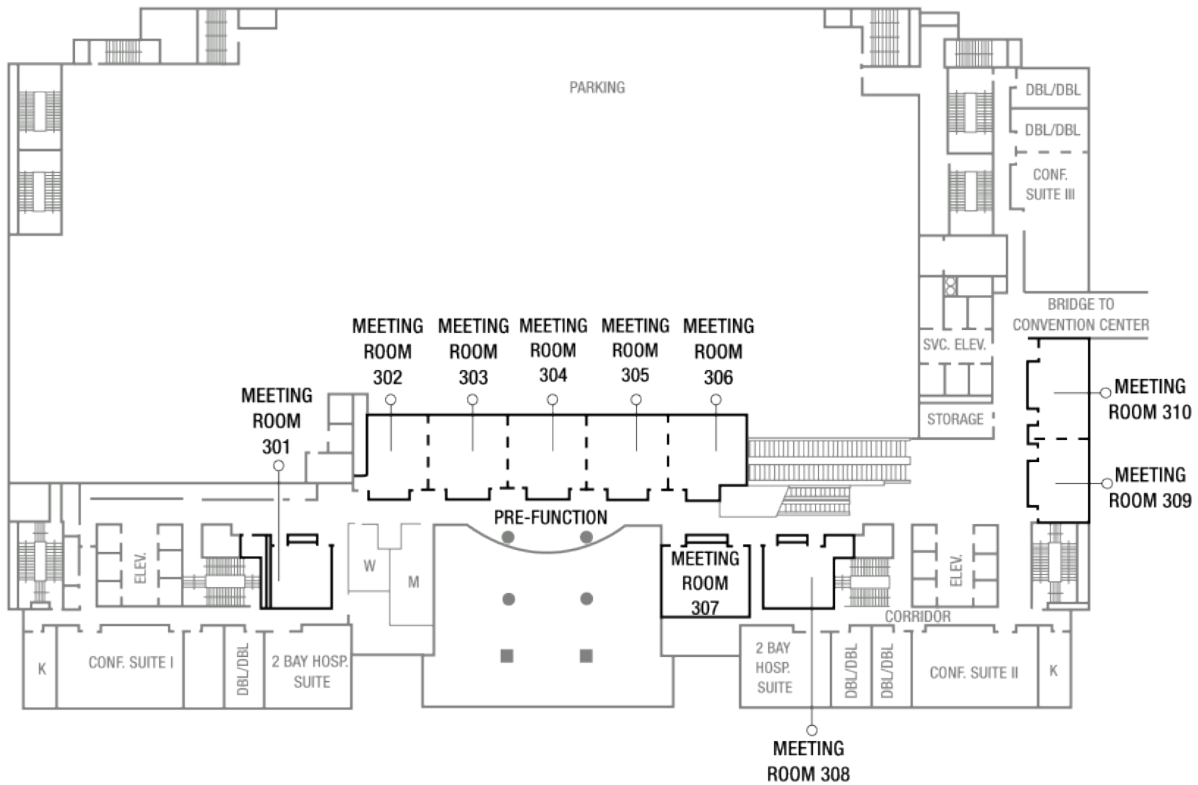 PARKING
DBL/DBL
DBL/DBL
CONF.
SUITE III
BRIDGE TO
CONVENTION CENTER
SVC. ELEV.
STORAGE
MEETING
ROOM
301
MEETING
ROOM
302
MEETING
ROOM
303
MEETING
ROOM
304
MEETING
ROOM
305
MEETING
ROOM
306
MEETING
ROOM 310
MEETING
ROOM 309
PRE-FUNCTION
ELEV.
W
M
MEETING
ROOM
307
ELEV.
CORRIDOR
K
CONF. SUITE I
DBL/DBL
2 BAY HOSP.
SUITE
2 BAY
HOSP.
SUITE
DBL/DBL
DBL/DBL
CONF. SUITE II
K
MEETING
ROOM 308